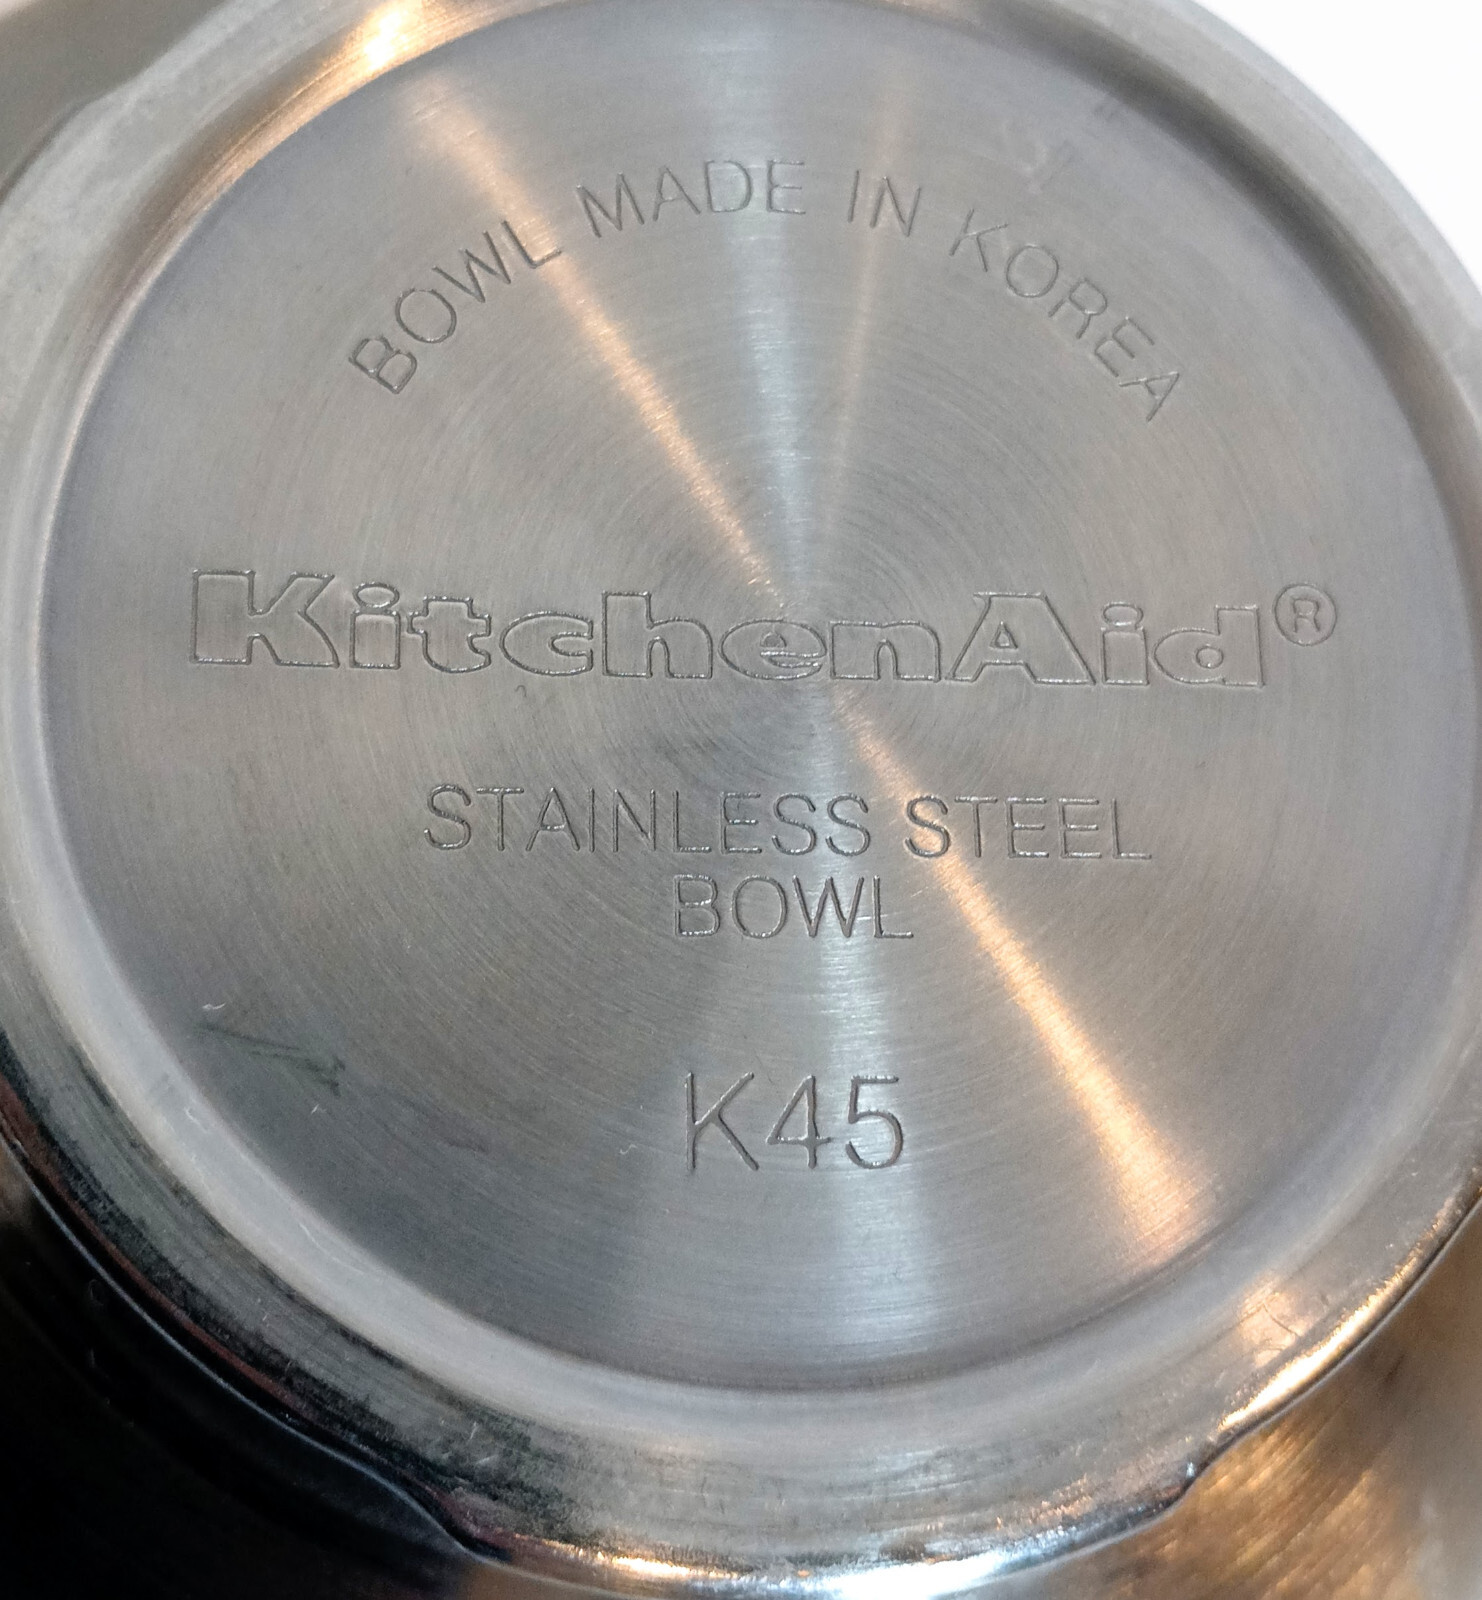 BOWL MADE IN KOREA
KitchenAid®
STAINLESS STEEL
BOWL
K45